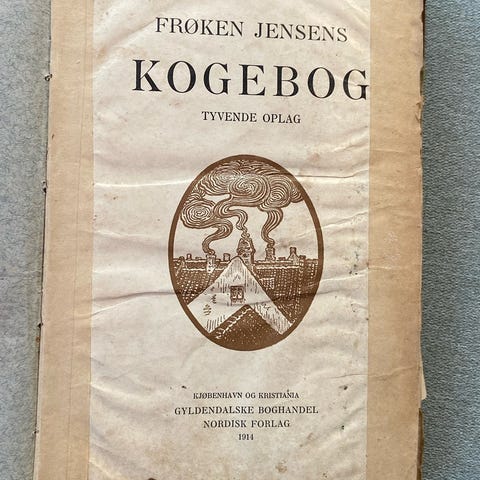 FRØKEN JENSENS
KOGEBOG
TYVENDE OPLAG
KJØBENHAVN OG KRISTIANIA
GYLDENDALSKE BOGHANDEL
NORDISK FORLAG
1914